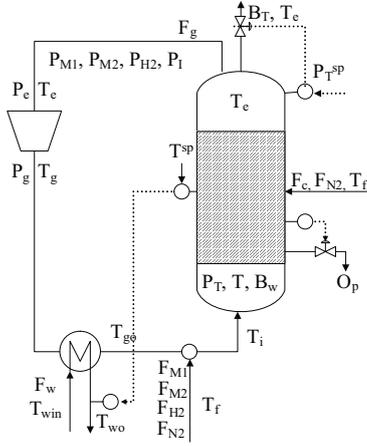 B_T, T_e
F_g
P_M1, P_M2, P_H2, P_I
P_T^sp
P_e T_e
T_e
T^sp
P_g T_g
F_c, F_N2, T_f
P_T, T, B_w
O_p
T_go
T_i
F_w
T_win
T_wo
F_M1
F_M2
F_H2
F_N2
T_f